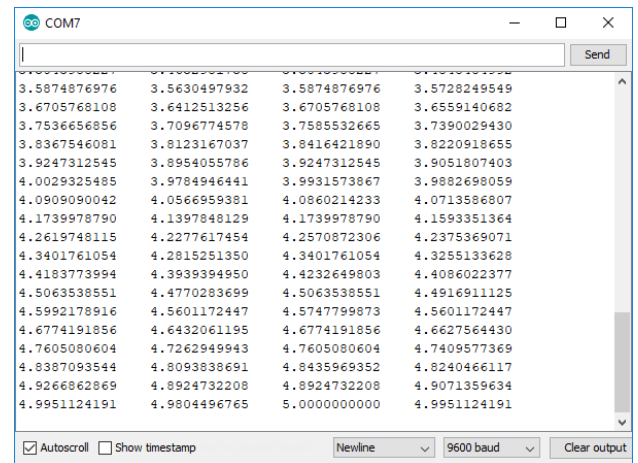 COM7
Send
3.5874876976 3.5630497932 3.5874876976 3.5728249549
3.6705768108 3.6412513256 3.6705768108 3.6559140682
3.7536656856 3.7096774578 3.7585532665 3.7390029430
3.8367546081 3.8123167037 3.8416421890 3.8220918655
3.9247312545 3.8954055786 3.9247312545 3.9051807403
4.0029325485 3.9784946441 3.9931573867 3.9882698059
4.0909090042 4.0566959381 4.0860214233 4.0713586807
4.1739978790 4.1397848129 4.1739978790 4.1593351364
4.2619748115 4.2277617454 4.2570872306 4.2375369071
4.3401761054 4.2815251350 4.3401761054 4.3255133628
4.4183773994 4.3939394950 4.4232649803 4.4086022377
4.5063538551 4.4770283699 4.5063538551 4.4916911125
4.5992178916 4.5601172447 4.5747799873 4.5601172447
4.6774191856 4.6432061195 4.6774191856 4.6627564430
4.7605080604 4.7262949943 4.7605080604 4.7409577369
4.8387093544 4.8093838691 4.8435969352 4.8240466117
4.9266862869 4.8924732208 4.8924732208 4.9071359634
4.9951124191 4.9804496765 5.0000000000 4.9951124191
Autoscroll Show timestamp Newline 9600 baud Clear output